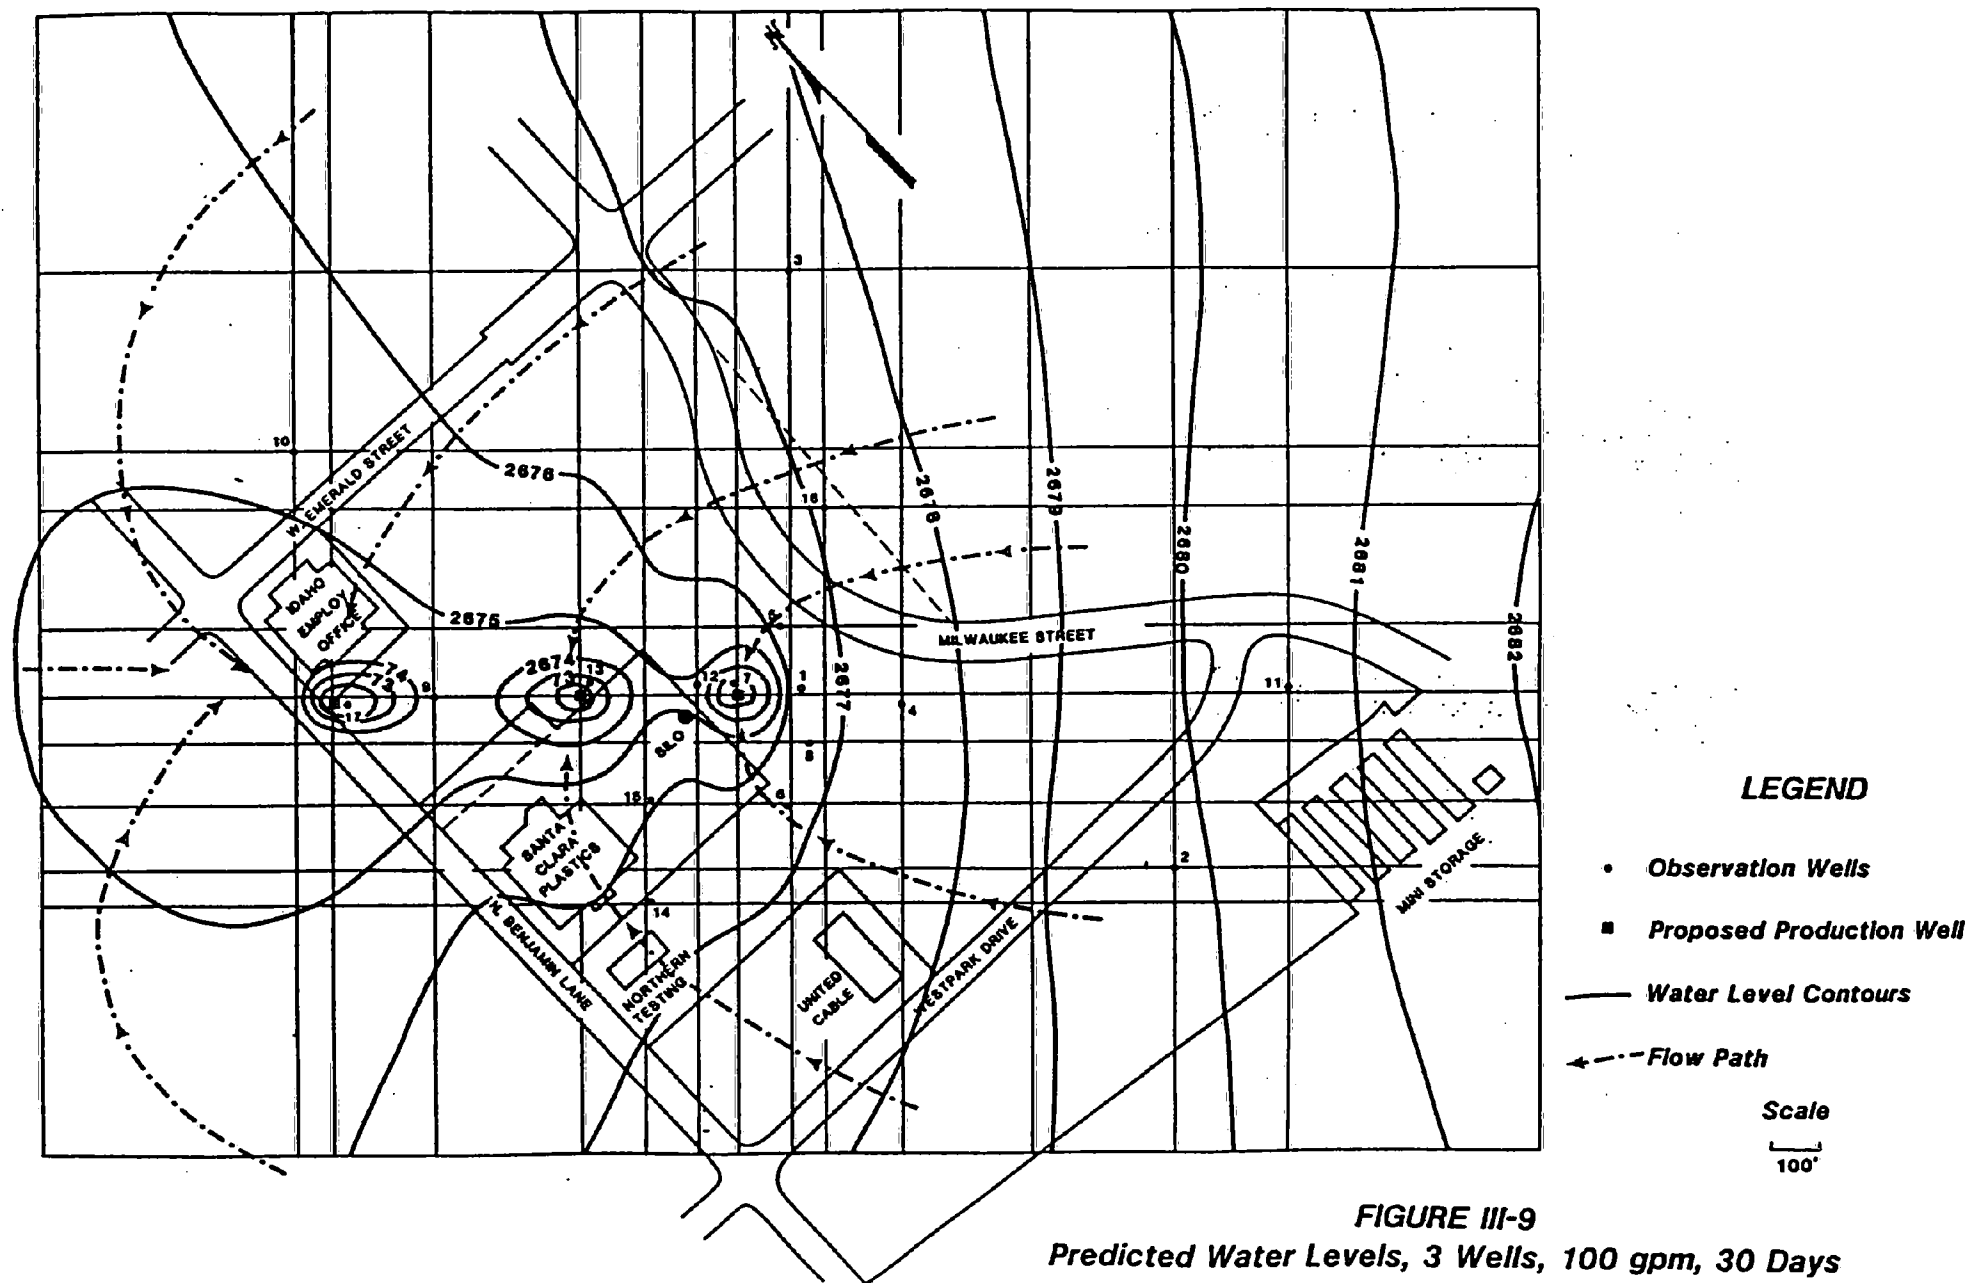 N
3
10
W. EMERALD STREET
2676
16
2678
2679
2680
2681
2682
2675
IDAHO
EMPLOY
OFFICE
MILWAUKEE STREET
2674
73
13
74
73
9
17
12
7
1
2677
4
11
SILO
8
15
6
2
SANTA
CLARA
PLASTICS
14
MINI STORAGE
N. BENJAMIN LANE
NORTHERN
TESTING
UNITED
CABLE
WESTPARK DRIVE
LEGEND
Observation Wells
Proposed Production Well
Water Level Contours
Flow Path
Scale
100'
FIGURE III-9
Predicted Water Levels, 3 Wells, 100 gpm, 30 Days